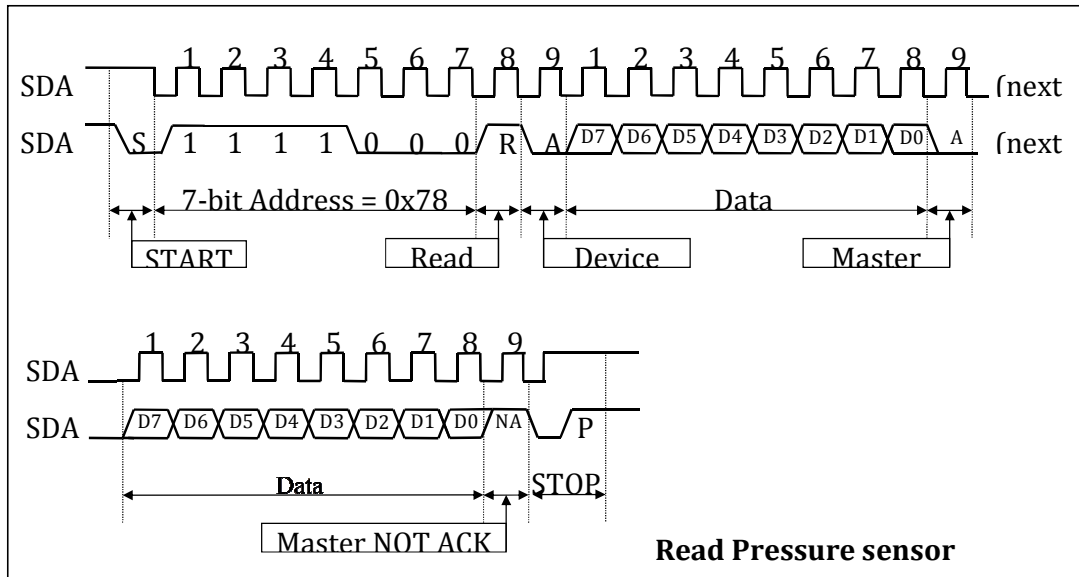 1 2 3 4 5 6 7 8 9 1 2 3 4 5 6 7 8 9
SDA (next
SDA S 1 1 1 1 0 0 0 R A D7 D6 D5 D4 D3 D2 D1 D0 A (next
7-bit Address = 0x78 Data
START Read Device Master
1 2 3 4 5 6 7 8 9
SDA
SDA D7 D6 D5 D4 D3 D2 D1 D0 NA P
Data STOP
Master NOT ACK
Read Pressure sensor